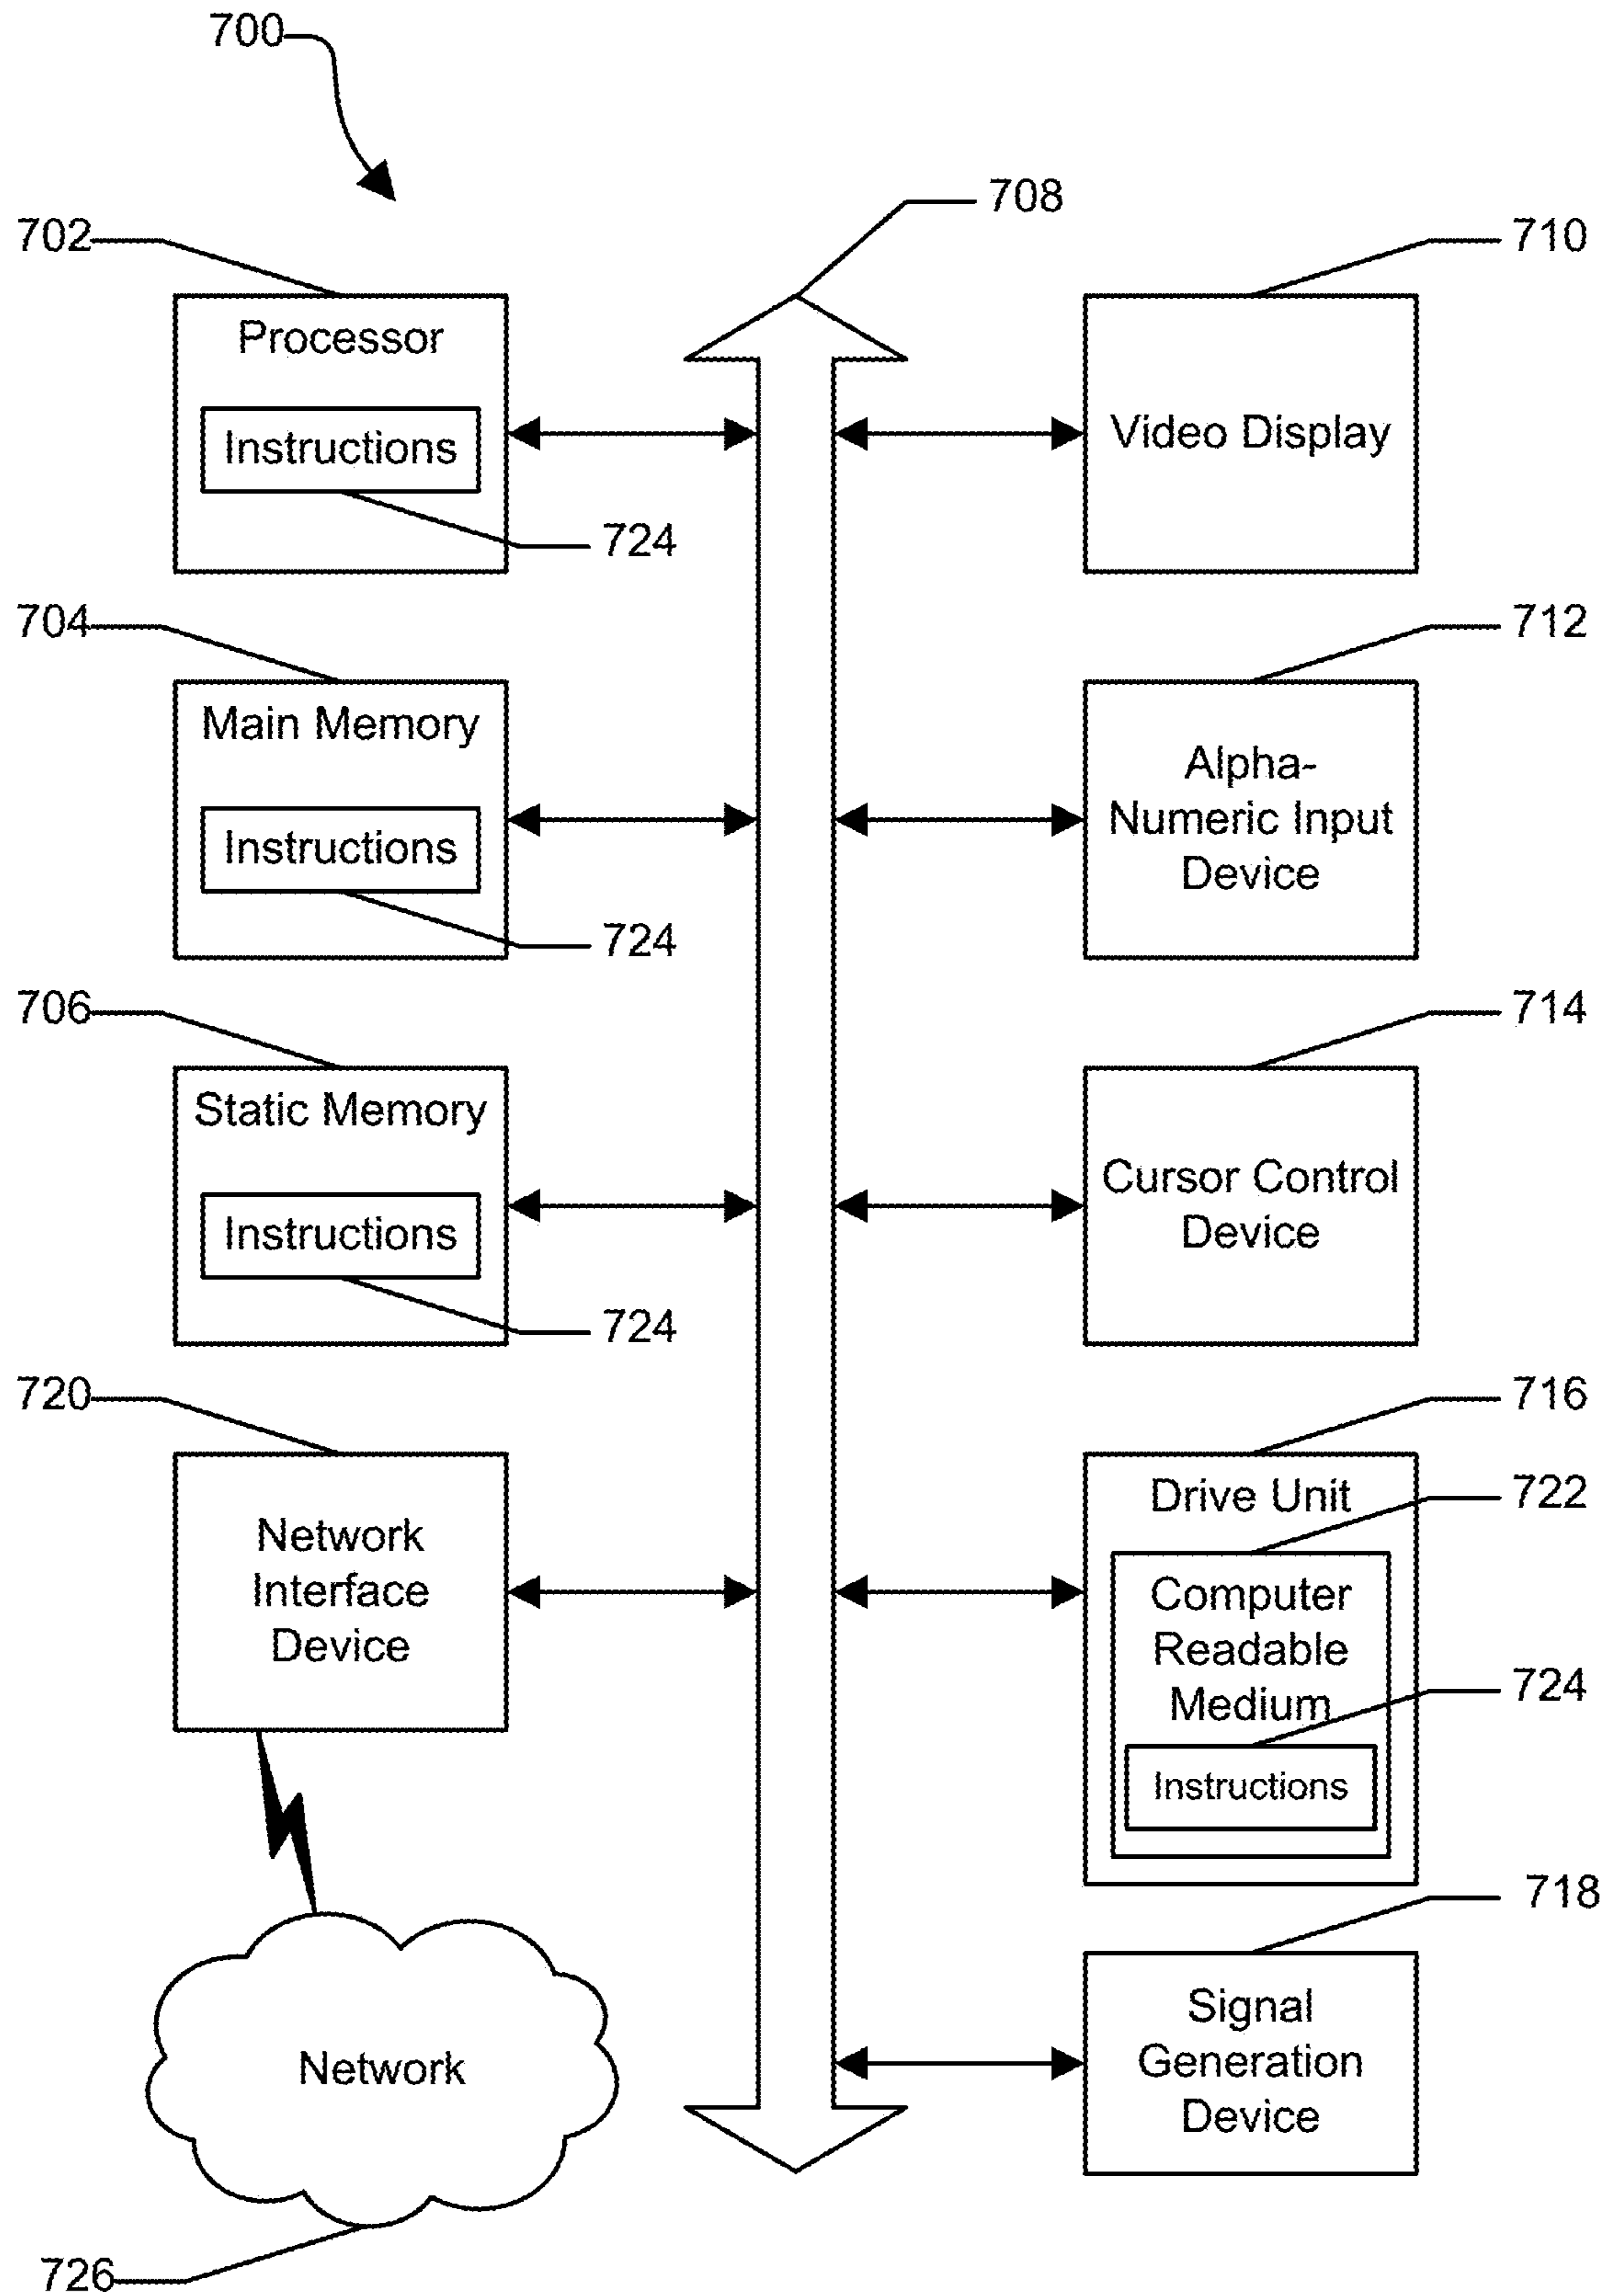 700
708
702
710
Processor
Instructions
724
Video Display
704
712
Main Memory
Instructions
724
Alpha-
Numeric Input
Device
706
714
Static Memory
Instructions
724
Cursor Control
Device
720
716
Network
Interface
Device
Drive Unit
722
Computer
Readable
Medium
724
Instructions
718
Network
Signal
Generation
Device
726